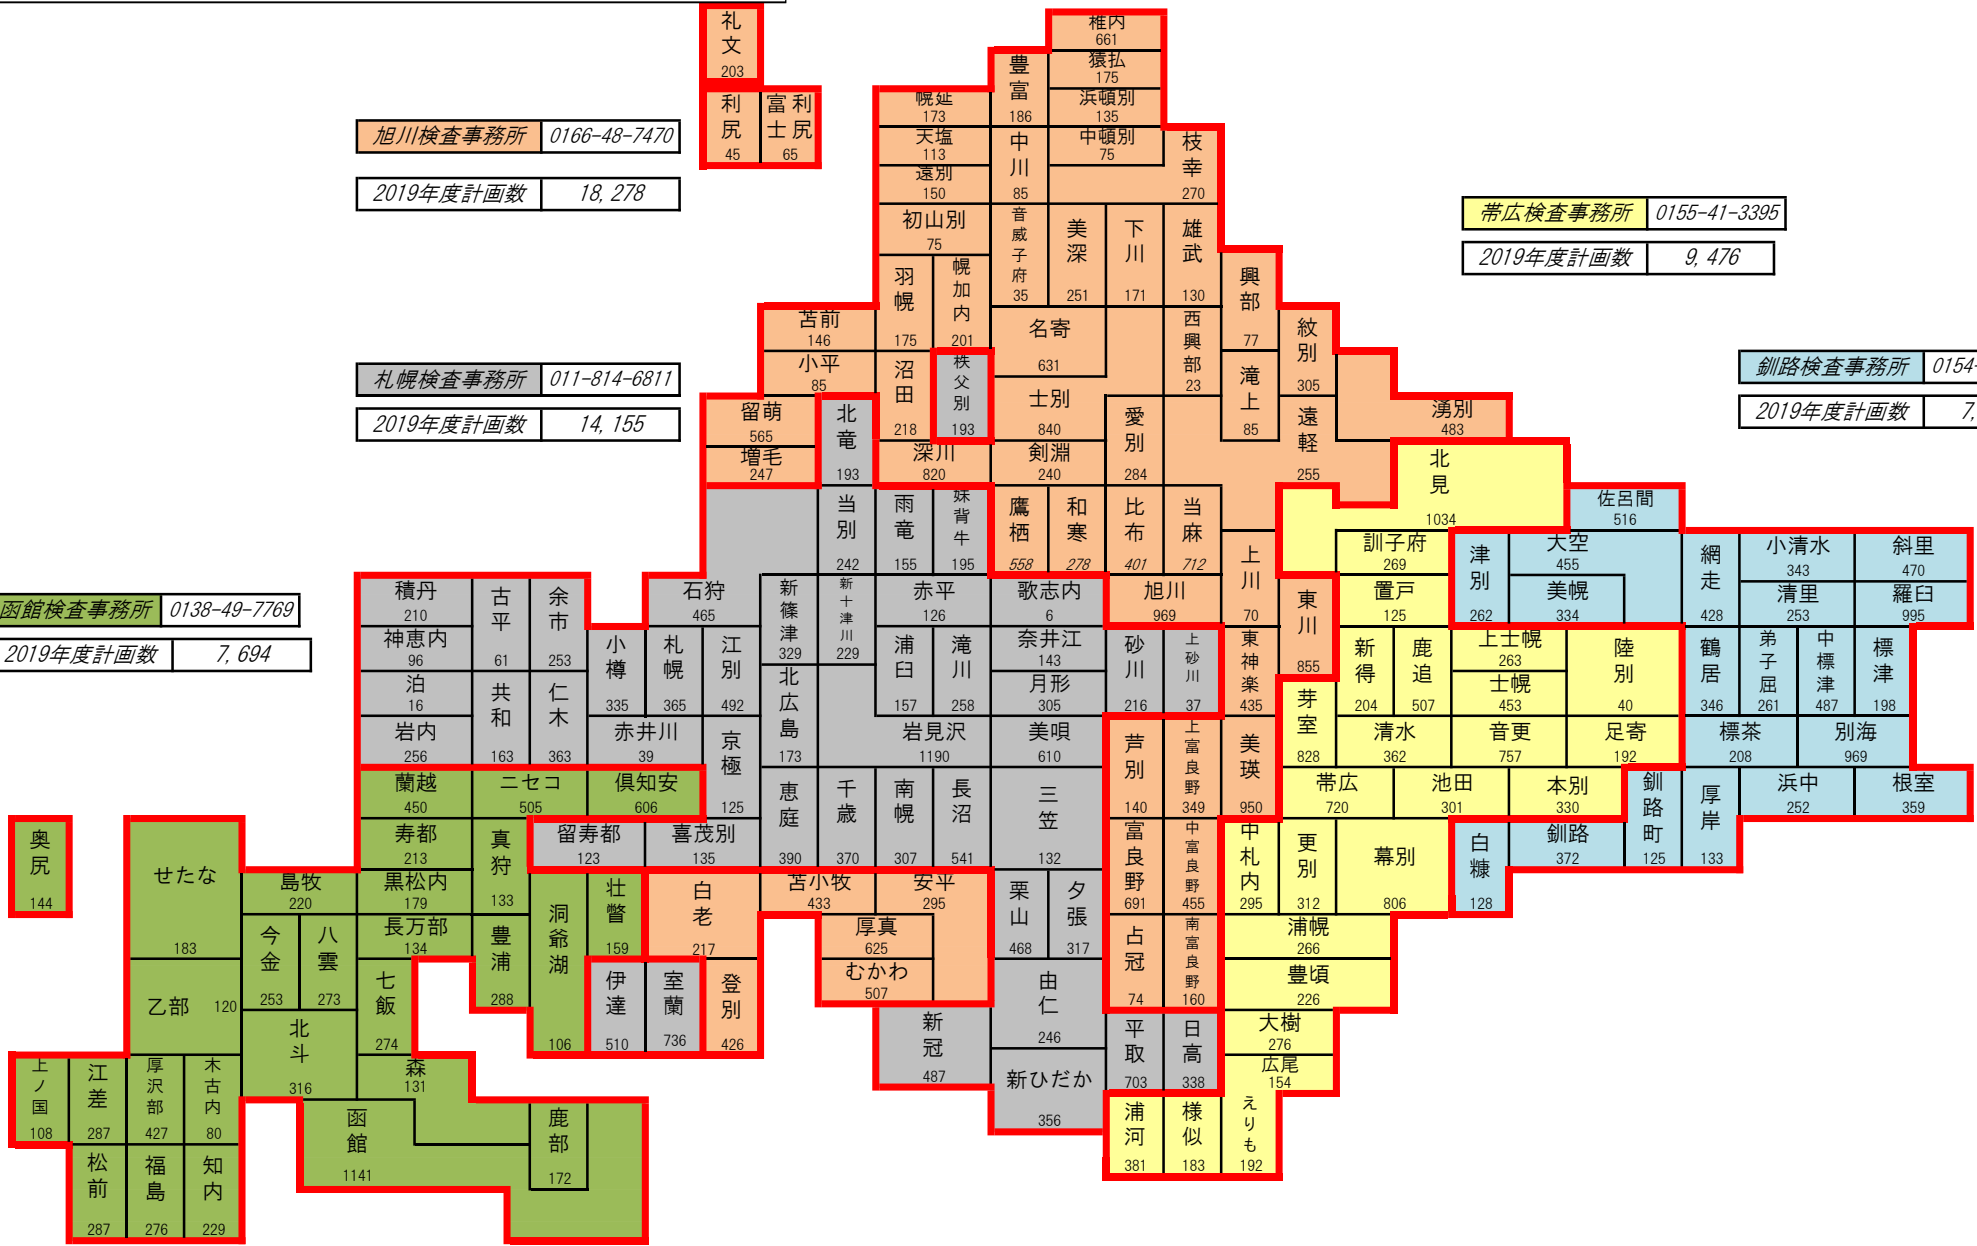 礼文
203
利尻
45
利尻富士
65
稚内
661
猿払
175
豊富
186
浜頓別
135
幌延
173
天塩
113
中川
85
中頓別
75
枝幸
270
遠別
150
旭川検査事務所 0166-48-7470
2019年度計画数 18,278
帯広検査事務所 0155-41-3395
2019年度計画数 9,476
初山別
75
音威子府
35
美深
251
下川
171
雄武
130
羽幌
175
幌加内
201
興部
77
苫前
146
名寄
631
西興部
23
紋別
305
小平
85
沼田
218
秩父別
193
滝上
85
札幌検査事務所 011-814-6811
2019年度計画数 14,155
釧路検査事務所 0154-
2019年度計画数 7,
留萌
565
北竜
193
士別
840
愛別
284
遠軽
255
湧別
483
増毛
247
深川
820
剣淵
240
北見
1034
当別
242
雨竜
155
妹背牛
195
鷹栖
558
和寒
278
比布
401
当麻
712
佐呂間
516
上川
70
訓子府
269
津別
262
大空
455
網走
428
小清水
343
斜里
470
函館検査事務所 0138-49-7769
2019年度計画数 7,694
積丹
210
古平
61
余市
253
石狩
465
新篠津
329
新十津川
229
赤平
126
歌志内
6
旭川
969
東川
855
置戸
125
美幌
334
清里
253
羅臼
995
神恵内
96
小樽
335
札幌
365
江別
492
浦臼
157
滝川
258
奈井江
143
砂川
216
上砂川
37
東神楽
435
新得
204
鹿追
507
上士幌
263
陸別
40
鶴居
346
弟子屈
261
中標津
487
標津
198
泊
16
共和
163
仁木
363
北広島
173
月形
305
芽室
828
士幌
453
岩内
256
赤井川
39
京極
125
岩見沢
1190
美唄
610
芦別
140
上富良野
349
美瑛
950
清水
362
音更
757
足寄
192
標茶
208
別海
969
蘭越
450
ニセコ
505
倶知安
606
恵庭
390
千歳
370
南幌
307
長沼
541
三笠
132
帯広
720
池田
301
本別
330
釧路町
125
厚岸
133
浜中
252
根室
359
奥尻
144
せたな
183
寿都
213
真狩
133
留寿都
123
喜茂別
135
富良野
691
中富良野
455
中札内
295
更別
312
幕別
806
白糠
128
釧路
372
島牧
220
黒松内
179
洞爺湖
106
壮瞥
159
白老
217
苫小牧
433
安平
295
栗山
468
夕張
317
今金
253
八雲
273
長万部
134
豊浦
288
厚真
625
占冠
74
南富良野
160
浦幌
266
乙部
120
七飯
274
伊達
510
室蘭
736
登別
426
むかわ
507
由仁
246
豊頃
226
北斗
316
新冠
487
平取
703
日高
338
大樹
276
上ノ国
108
江差
287
厚沢部
427
木古内
80
森
131
新ひだか
356
広尾
154
函館
1141
鹿部
172
浦河
381
様似
183
えりも
192
松前
287
福島
276
知内
229